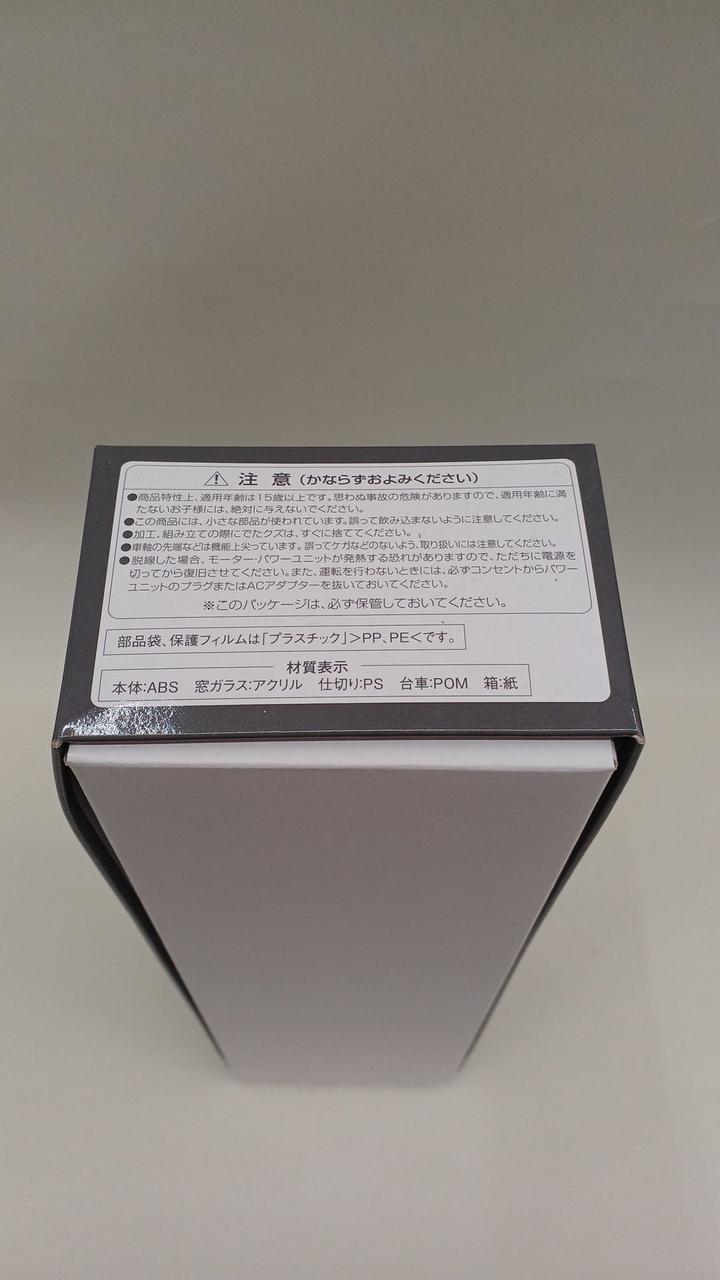 ⚠ 注 意 (かならずおよみください)
●商品特性上、適用年齢は15歳以上です。思わぬ事故の危険がありますので、適用年齢に満
たないお子様には、絶対に与えないでください。
●この商品には、小さな部品が使われています。誤って飲み込まないように注意してください。
●加工、組み立ての際にでたクズは、すぐに捨ててください。
●車軸の先端などは機能上尖っています。誤ってケガなどのないよう、取り扱いには注意してください。
●脱線した場合、モーター・パワーユニットが発熱する恐れがありますので、ただちに電源を
切ってから復旧させてください。また、運転を行わないときには、必ずコンセントからパワー
ユニットのプラグまたはACアダプターを抜いておいてください。
※このパッケージは、必ず保管しておいてください。
部品袋、保護フィルムは「プラスチック」>PP、PE<です。
材質表示
本体:ABS 窓ガラス:アクリル 仕切り:PS 台車:POM 箱:紙